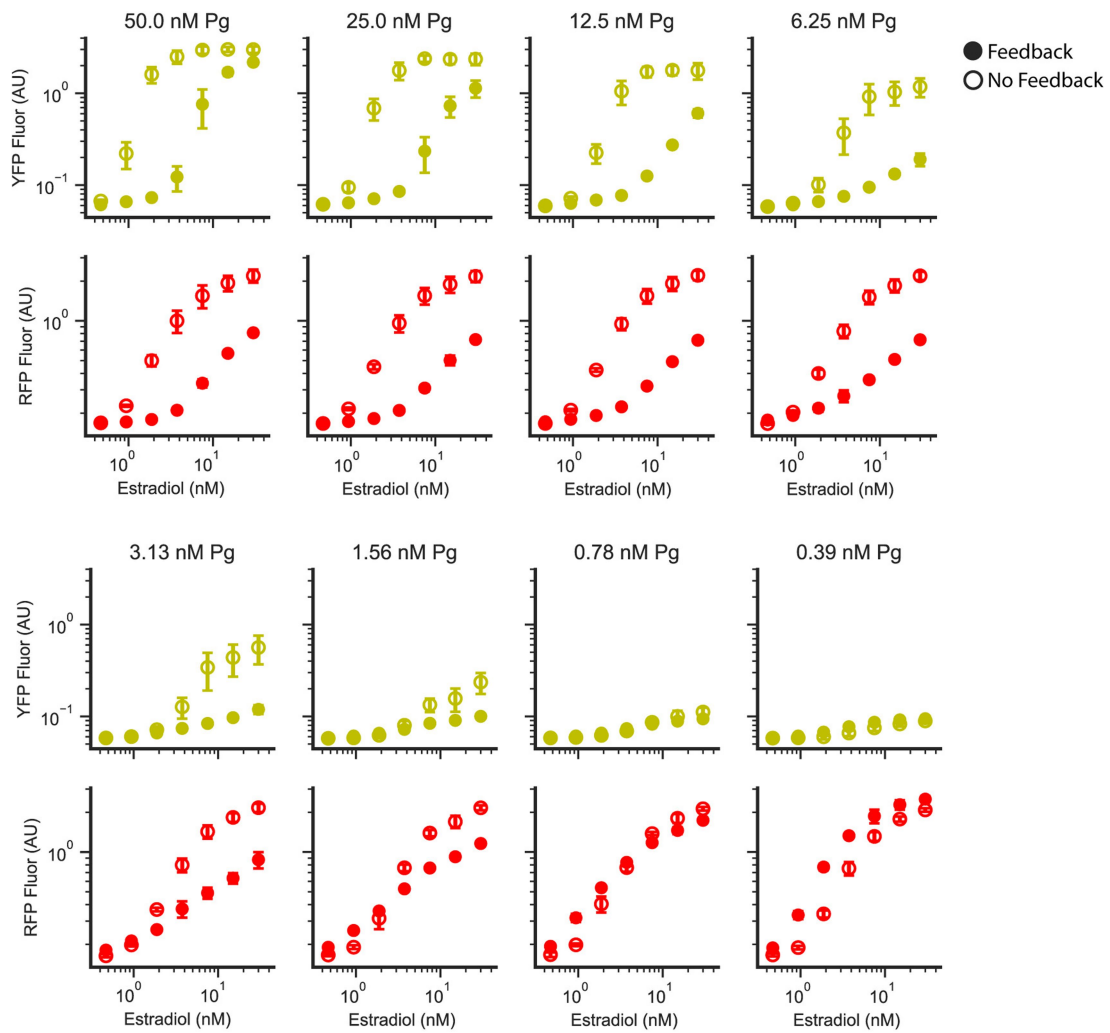 50.0 nM Pg
25.0 nM Pg
12.5 nM Pg
6.25 nM Pg
Feedback
No Feedback
YFP Fluor (AU)
10⁰
10⁻¹
RFP Fluor (AU)
10⁰
10⁰ 10¹
10⁰ 10¹
10⁰ 10¹
10⁰ 10¹
Estradiol (nM)
Estradiol (nM)
Estradiol (nM)
Estradiol (nM)
3.13 nM Pg
1.56 nM Pg
0.78 nM Pg
0.39 nM Pg
YFP Fluor (AU)
10⁰
10⁻¹
RFP Fluor (AU)
10⁰
10⁰ 10¹
10⁰ 10¹
10⁰ 10¹
10⁰ 10¹
Estradiol (nM)
Estradiol (nM)
Estradiol (nM)
Estradiol (nM)